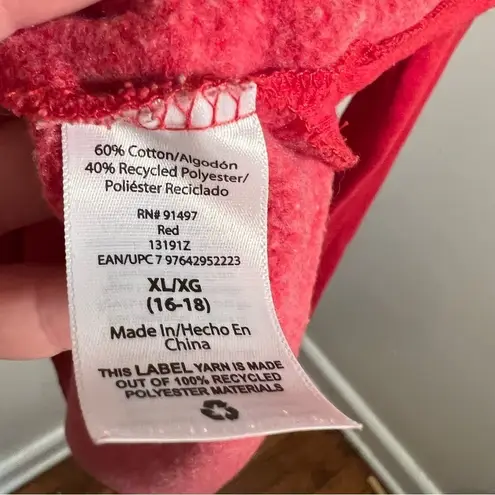 60% Cotton/Algodón
40% Recycled Polyester/
Poliéster Reciclado
RN# 91497
Red
13191Z
EAN/UPC 7 97642952223
XL/XG
(16-18)
Made In/Hecho En
China
THIS LABEL YARN IS MADE
OUT OF 100% RECYCLED
POLYESTER MATERIALS